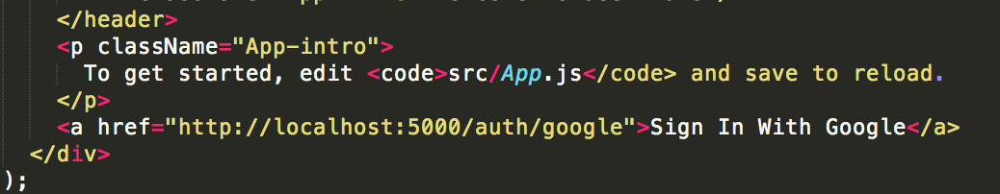 </header>
<p className="App-intro">
To get started, edit <code>src/App.js</code> and save to reload.
</p>
<a href="http://localhost:5000/auth/google">Sign In With Google</a>
</div>
);